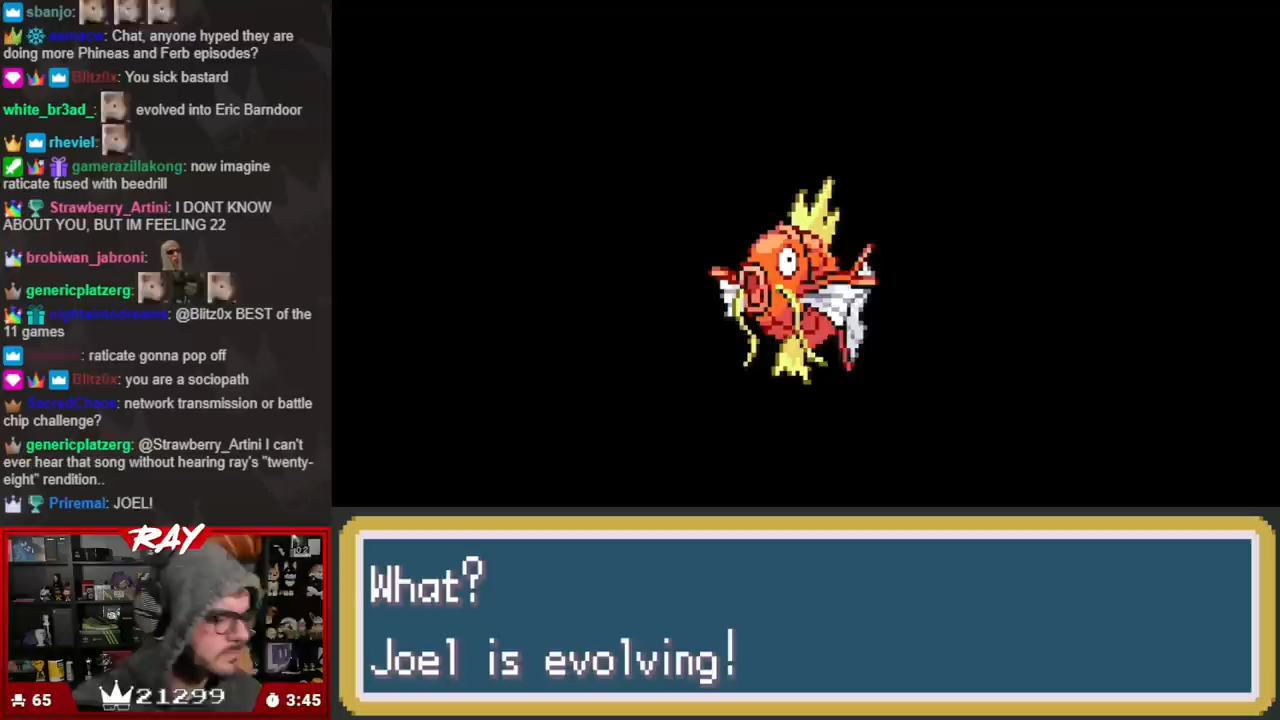 sbanjo:
: Chat, anyone hyped they are
doing more Phineas and Ferb episodes?
Blitz0x: You sick bastard
white_br3ad_: evolved into Eric Barndoor
rheviel:
gamerazillakong: now imagine
raticate fused with beedrill
Strawberry_Artini: I DONT KNOW
ABOUT YOU, BUT IM FEELING 22
brobiwan_jabroni:
genericplatzerg:
nightsintodreams: @Blitz0x BEST of the
11 games
: raticate gonna pop off
Blitz0x: you are a sociopath
SacredChaos: network transmission or battle
chip challenge?
genericplatzerg: @Strawberry_Artini I can't
ever hear that song without hearing ray's "twenty-
eight" rendition..
Priremal: JOEL!
RAY
65
21299
3:45
What?
Joel is evolving!